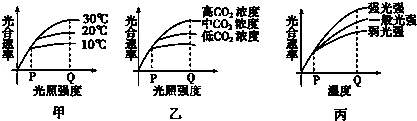 光合速率
30℃
20℃
10℃
P
Q
光照强度
甲
光合速率
高CO₂浓度
中CO₂浓度
低CO₂浓度
P
Q
光照强度
乙
光合速率
强光强
一般光强
弱光强
P
Q
温度
丙